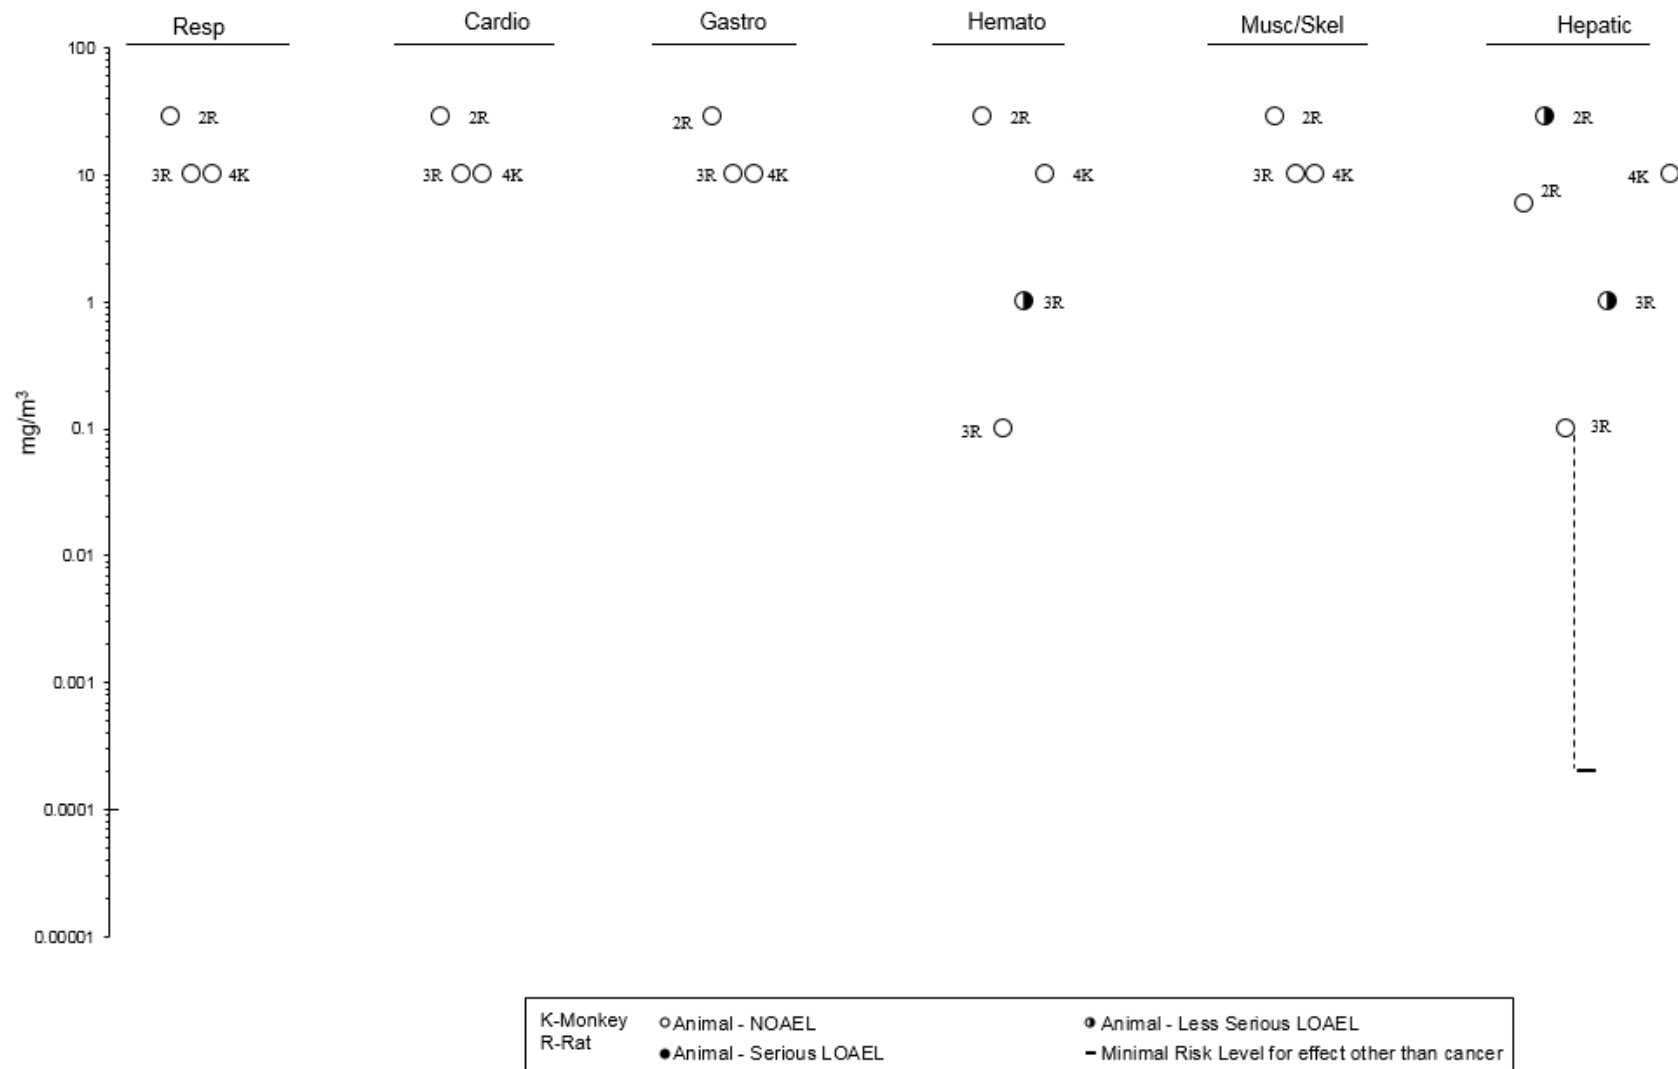 Resp Cardio Gastro Hemato Musc/Skel Hepatic
100
2R 2R 2R 2R 2R 2R
10 3R 4K 3R 4K 3R 4K 4K 3R 4K 4K
2R
1 3R 3R
mg/m³
0.1 3R 3R
0.01
0.001
0.0001
0.00001
K-Monkey Animal - NOAEL Animal - Less Serious LOAEL
R-Rat Animal - Serious LOAEL Minimal Risk Level for effect other than cancer